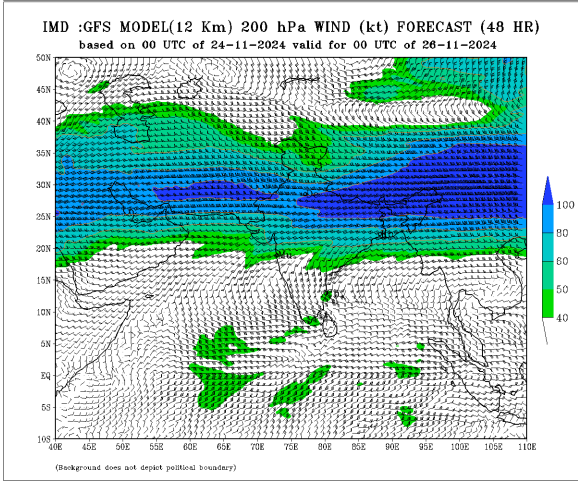 IMD :GFS MODEL(12 Km) 200 hPa WIND (kt) FORECAST (48 HR)
based on 00 UTC of 24-11-2024 valid for 00 UTC of 26-11-2024
50N
45N
40N
35N
30N
25N
20N
15N
10N
5N
EQ
5S
10S
40E 45E 50E 55E 60E 65E 70E 75E 80E 85E 90E 95E 100E 105E 110E
100
80
60
50
40
(Background does not depict political boundary)